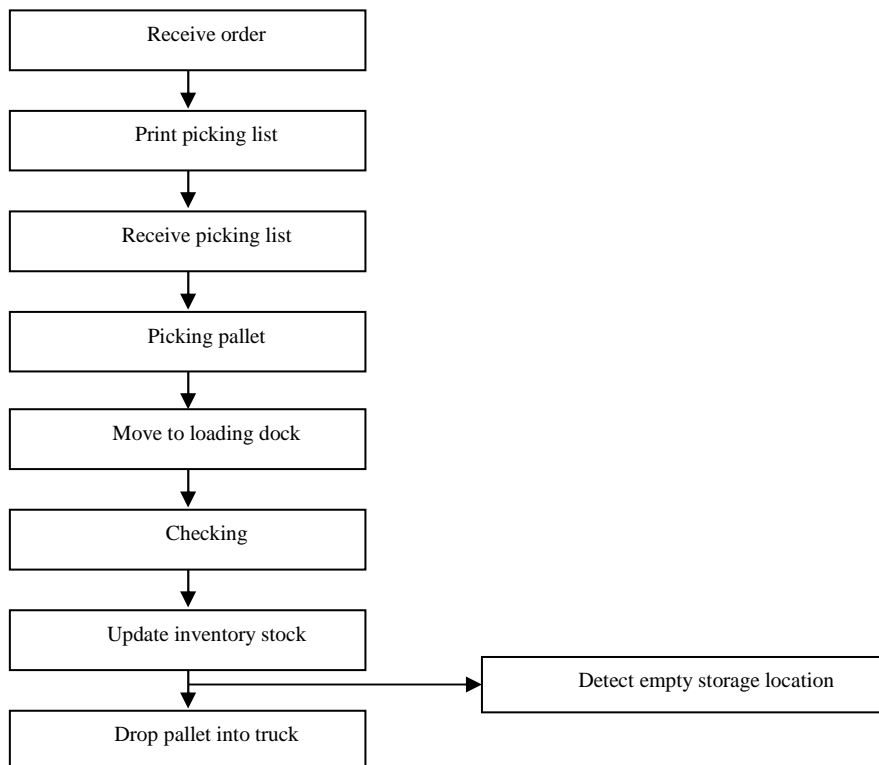 Receive order
Print picking list
Receive picking list
Picking pallet
Move to loading dock
Checking
Update inventory stock
Detect empty storage location
Drop pallet into truck